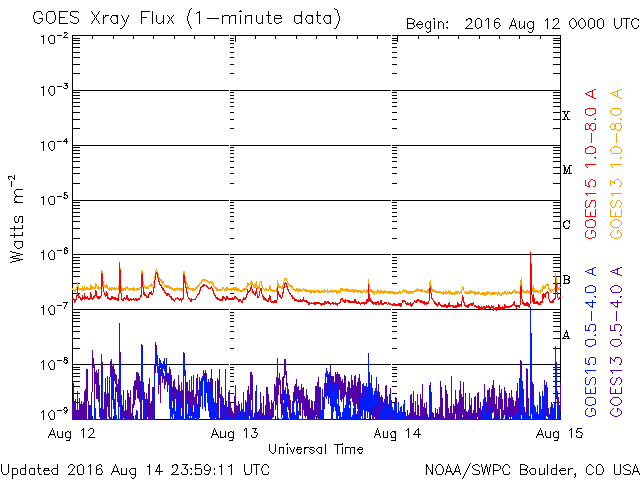 GOES Xray Flux (1-minute data)
Begin: 2016 Aug 12 0000 UTC
10⁻²
10⁻³
10⁻⁴
10⁻⁵
10⁻⁶
10⁻⁷
10⁻⁸
10⁻⁹
Watts m⁻²
X
M
C
B
A
GOES15 1.0-8.0 A
GOES13 1.0-8.0 A
GOES15 0.5-4.0 A
GOES13 0.5-4.0 A
Aug 12
Aug 13
Aug 14
Aug 15
Universal Time
Updated 2016 Aug 14 23:59:11 UTC
NOAA/SWPC Boulder, CO USA